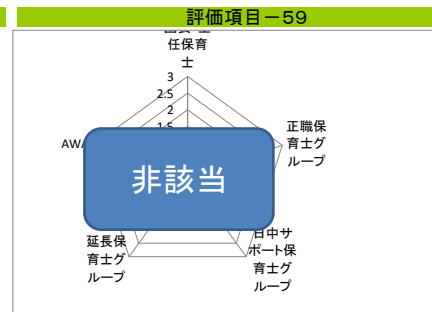 評価項目－59
任保育
士
3
2.5
2
1.5
正職保
育士グ
ループ
AW
非該当
延長保
育士グ
ループ
日中サ
ポート保
育士グ
ループ